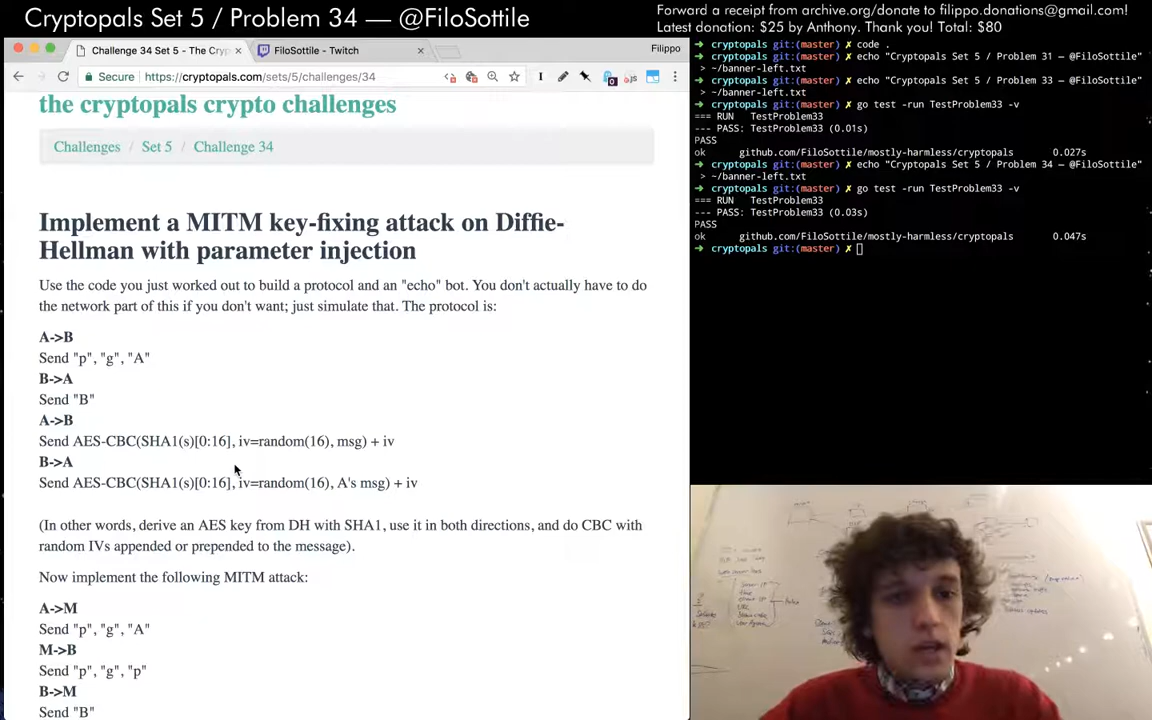 Cryptopals Set 5 / Problem 34 — @FiloSottile
Forward a receipt from archive.org/donate to filippo.donations@gmail.com!
Latest donation: $25 by Anthony. Thank you! Total: $80
Challenge 34 Set 5 - The Cryp
FiloSottile - Twitch
Filippo
Secure
https://cryptopals.com/sets/5/challenges/34
the cryptopals crypto challenges
Challenges / Set 5 / Challenge 34
Implement a MITM key-fixing attack on Diffie-
Hellman with parameter injection
Use the code you just worked out to build a protocol and an "echo" bot. You don't actually have to do
the network part of this if you don't want; just simulate that. The protocol is:
A->B
Send "p", "g", "A"
B->A
Send "B"
A->B
Send AES-CBC(SHA1(s)[0:16], iv=random(16), msg) + iv
B->A
Send AES-CBC(SHA1(s)[0:16], iv=random(16), A's msg) + iv
(In other words, derive an AES key from DH with SHA1, use it in both directions, and do CBC with
random IVs appended or prepended to the message).
Now implement the following MITM attack:
A->M
Send "p", "g", "A"
M->B
Send "p", "g", "p"
B->M
Send "B"
➜ cryptopals git:(master) ✗ code .
➜ cryptopals git:(master) ✗ echo "Cryptopals Set 5 / Problem 31 — @FiloSottile"
> ~/banner-left.txt
➜ cryptopals git:(master) ✗ echo "Cryptopals Set 5 / Problem 33 — @FiloSottile"
> ~/banner-left.txt
➜ cryptopals git:(master) ✗ go test -run TestProblem33 -v
=== RUN TestProblem33
--- PASS: TestProblem33 (0.01s)
PASS
ok github.com/FiloSottile/mostly-harmless/cryptopals 0.027s
➜ cryptopals git:(master) ✗ echo "Cryptopals Set 5 / Problem 34 — @FiloSottile"
> ~/banner-left.txt
➜ cryptopals git:(master) ✗ go test -run TestProblem33 -v
=== RUN TestProblem33
--- PASS: TestProblem33 (0.03s)
PASS
ok github.com/FiloSottile/mostly-harmless/cryptopals 0.047s
➜ cryptopals git:(master) ✗